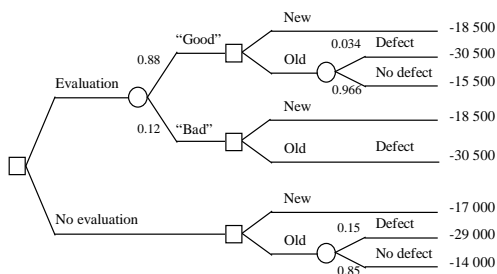 New -18 500
"Good" 0.034 Defect -30 500
0.88 Old
Evaluation 0.966 No defect -15 500
New -18 500
0.12 "Bad"
Old Defect -30 500
New -17 000
No evaluation 0.15 Defect -29 000
Old No defect
0.85 -14 000